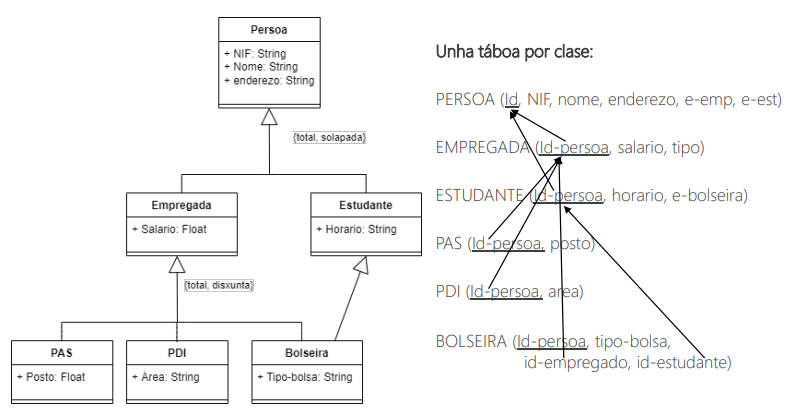 Persoa
+ NIF: String
+ Nome: String
+ enderezo: String
{total, solapada}
Empregada
+ Salario: Float
Estudante
+ Horario: String
{total, disxunta}
PAS
+ Posto: Float
PDI
+ Área: String
Bolseira
+ Tipo-bolsa: String
Unha táboa por clase:
PERSOA (Id, NIF, nome, enderezo, e-emp, e-est)
EMPREGADA (Id-persoa, salario, tipo)
ESTUDANTE (Id-persoa, horario, e-bolseira)
PAS (Id-persoa, posto)
PDI (Id-persoa, area)
BOLSEIRA (Id-persoa, tipo-bolsa,
id-empregado, id-estudante)